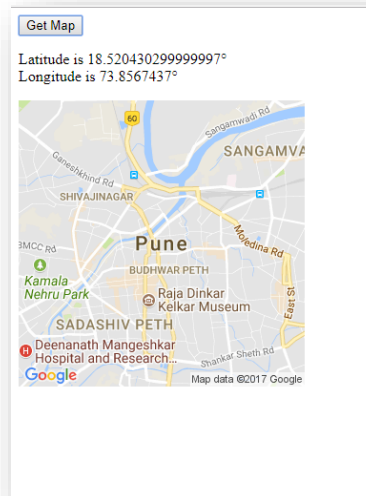 Get Map
Latitude is 18.520430299999997°
Longitude is 73.8567437°
60
Sangamwadi Rd
SANGAMVA
Ganeshkhind Rd
SHIVAJINAGAR
BMCC Rd
Pune
Moledina Rd
BUDHWAR PETH
Kamala
Nehru Park
Raja Dinkar
Kelkar Museum
East St
SADASHIV PETH
Deenanath Mangeshkar
Hospital and Research...
Shankar Sheth Rd
Google
Map data ©2017 Google